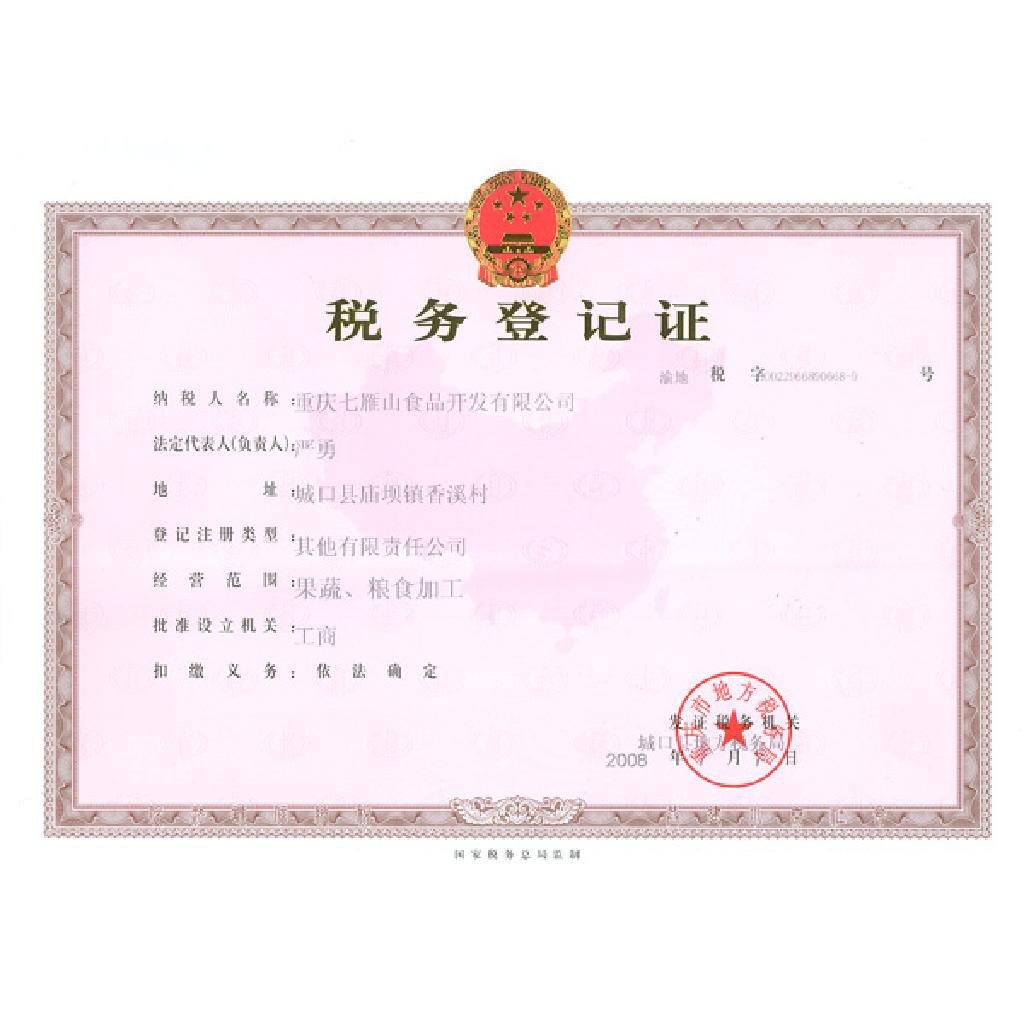 税务登记证
渝地 税 字 号
纳税人名称:重庆七雁山食品开发有限公司
法定代表人(负责人):严勇
地址:城口县庙坝镇香溪村
登记注册类型:其他有限责任公司
经营范围:果蔬、粮食加工
批准设立机关:工商
扣缴义务:依法确定
重庆市地方税务局
发证税务机关
城口县地方税务局
2008 年 月 日
国家税务总局监制